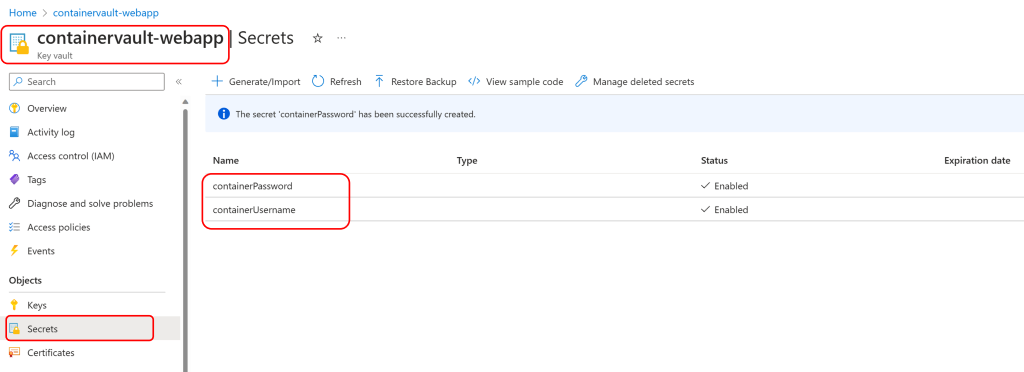 Home > containervault-webapp
containervault-webapp | Secrets ☆ ···
Key vault
Search «
Generate/Import Refresh Restore Backup View sample code Manage deleted secrets
Overview
Activity log
Access control (IAM)
Tags
Diagnose and solve problems
Access policies
Events
Objects
Keys
Secrets
Certificates
The secret 'containerPassword' has been successfully created.
Name Type Status Expiration date
containerPassword ✓ Enabled
containerUsername ✓ Enabled